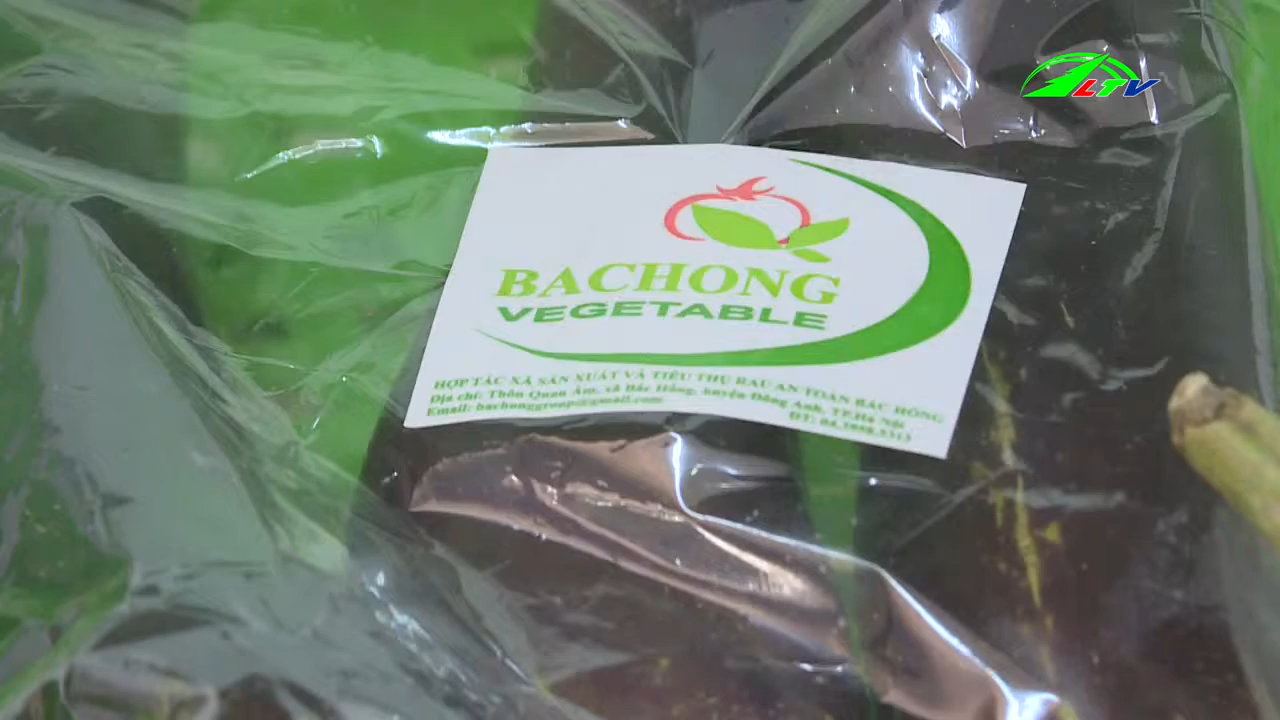 LTV
BACHONG
VEGETABLE
HỢP TÁC XÃ SẢN XUẤT VÀ TIÊU THỤ RAU AN TOÀN BẮC HỒNG
Địa chỉ: Thôn Quan Âm, xã Bắc Hồng, huyện Đông Anh, TP.Hà Nội
Email: bachonggroup@gmail.com
ĐT: